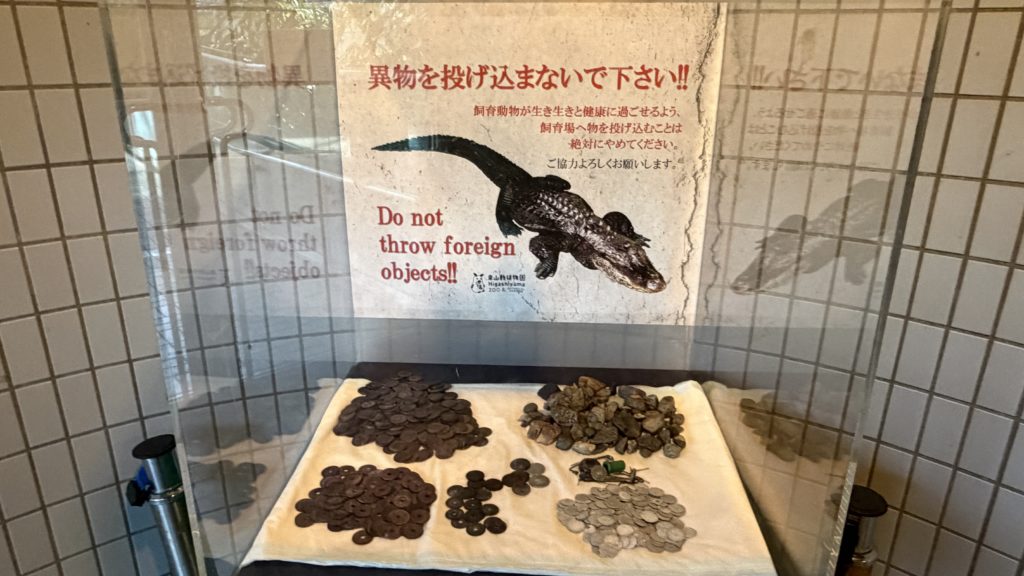 異物を投げ込まないで下さい!!
飼育動物が生き生きと健康に過ごせるよう、
飼育場へ物を投げ込むことは
絶対にやめてください。
ご協力よろしくお願いします。
Do not
throw foreign
objects!!
東山動植物園
Higashiyama
ZOO &